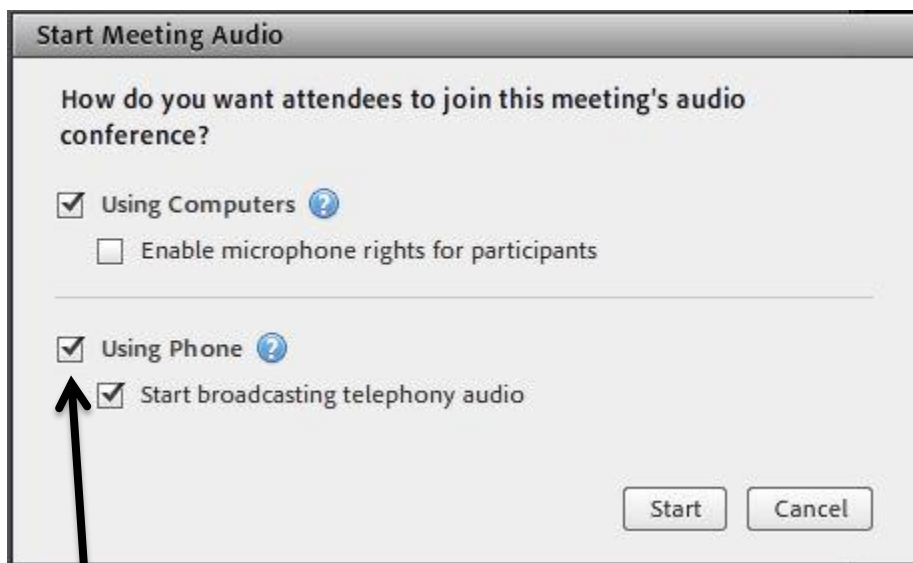 Start Meeting Audio
How do you want attendees to join this meeting's audio
conference?
Using Computers ?
Enable microphone rights for participants
Using Phone ?
Start broadcasting telephony audio
Start Cancel